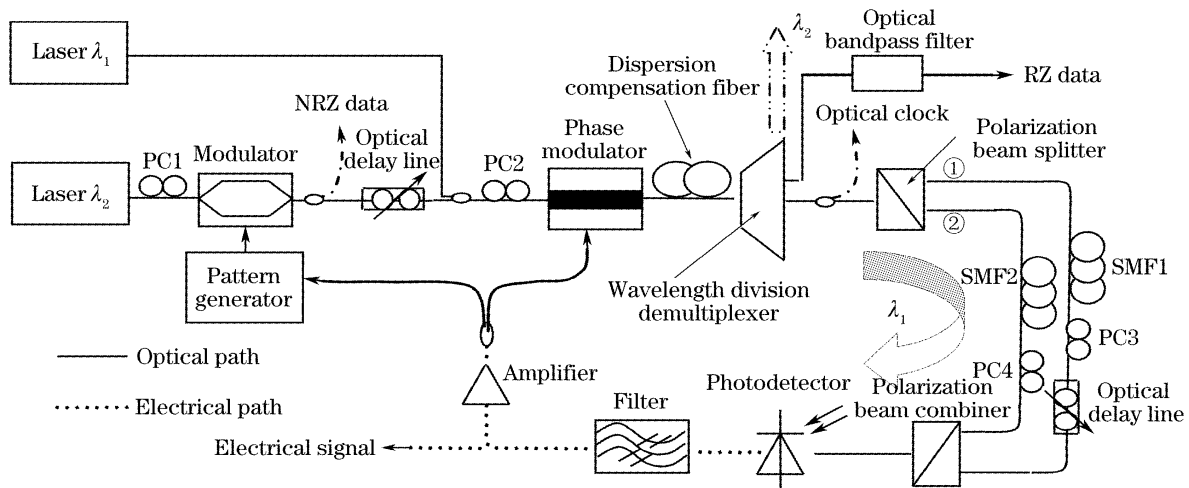 Laser λ1
Optical
bandpass filter
λ2
RZ data
Dispersion
compensation fiber
NRZ data
Optical clock
Optical
delay line
Phase
modulator
Polarization
beam splitter
PC1
Modulator
PC2
Laser λ2
①
②
Pattern
generator
SMF2
SMF1
Wavelength division
demultiplexer
λ1
PC3
Optical path
PC4
Amplifier
Photodetector
Polarization
beam combiner
Optical
delay line
Electrical path
Filter
Electrical signal